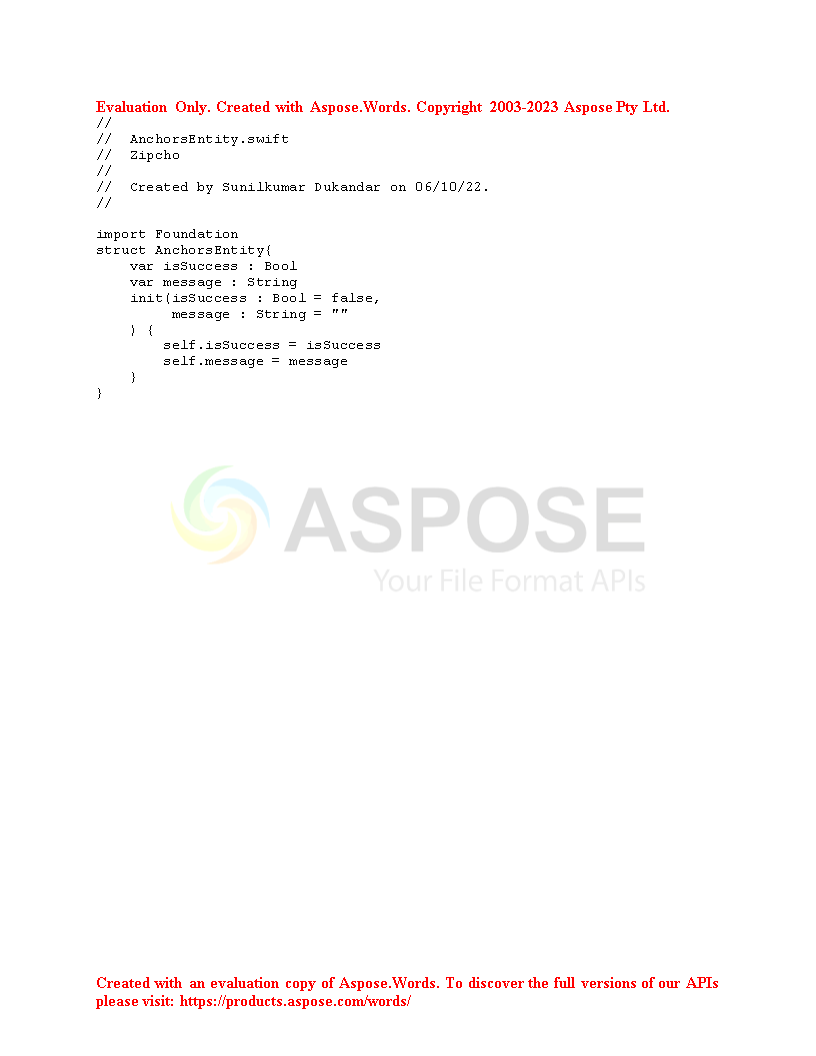 Evaluation Only. Created with Aspose.Words. Copyright 2003-2023 Aspose Pty Ltd.
//
//  AnchorsEntity.swift
//  Zipcho
//
//  Created by Sunilkumar Dukandar on 06/10/22.
//
import Foundation
struct AnchorsEntity{
    var isSuccess : Bool
    var message : String
    init(isSuccess : Bool = false,
         message : String = ""
    ) {
        self.isSuccess = isSuccess
        self.message = message
    }
}
ASPOSE
Your File Format APIs
Created with an evaluation copy of Aspose.Words. To discover the full versions of our APIs
please visit: https://products.aspose.com/words/